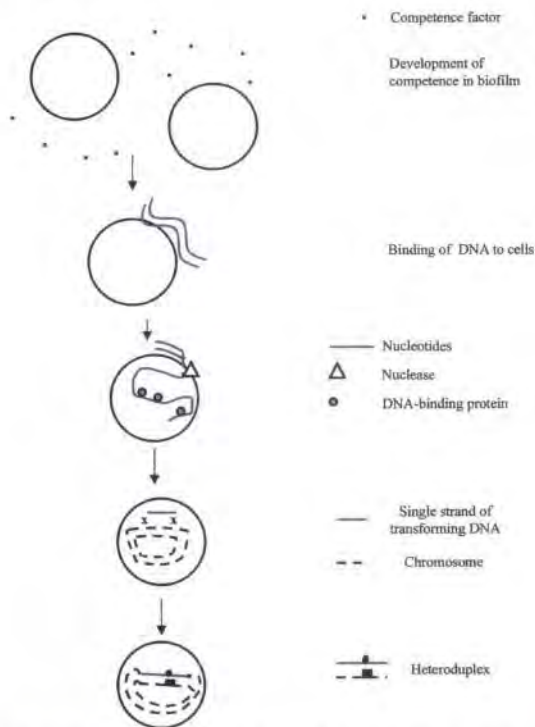 Competence factor
Development of
competence in biofilm
Binding of DNA to cells
Nucleotides
Nuclease
DNA-binding protein
x x
Single strand of
transforming DNA
Chromosome
Heteroduplex